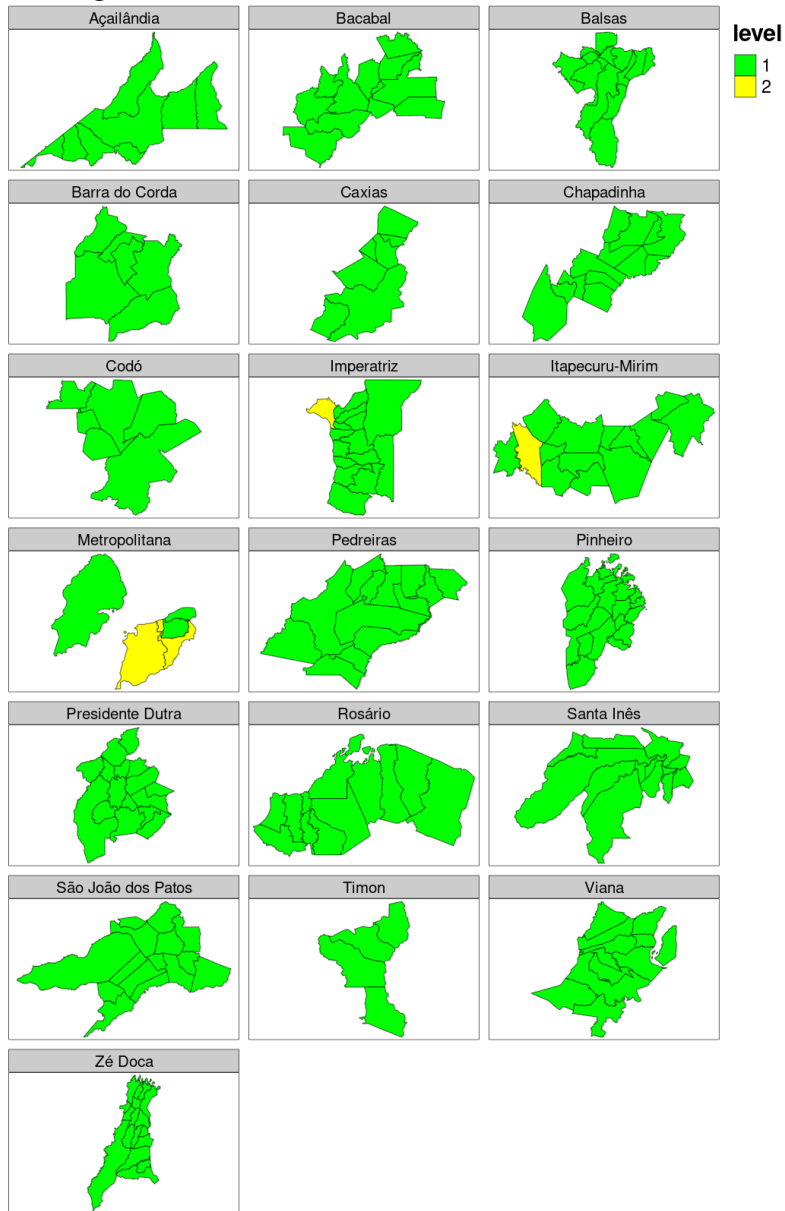 Açailândia
Bacabal
Balsas
level
1
2
Barra do Corda
Caxias
Chapadinha
Codó
Imperatriz
Itapecuru-Mirim
Metropolitana
Pedreiras
Pinheiro
Presidente Dutra
Rosário
Santa Inês
São João dos Patos
Timon
Viana
Zé Doca